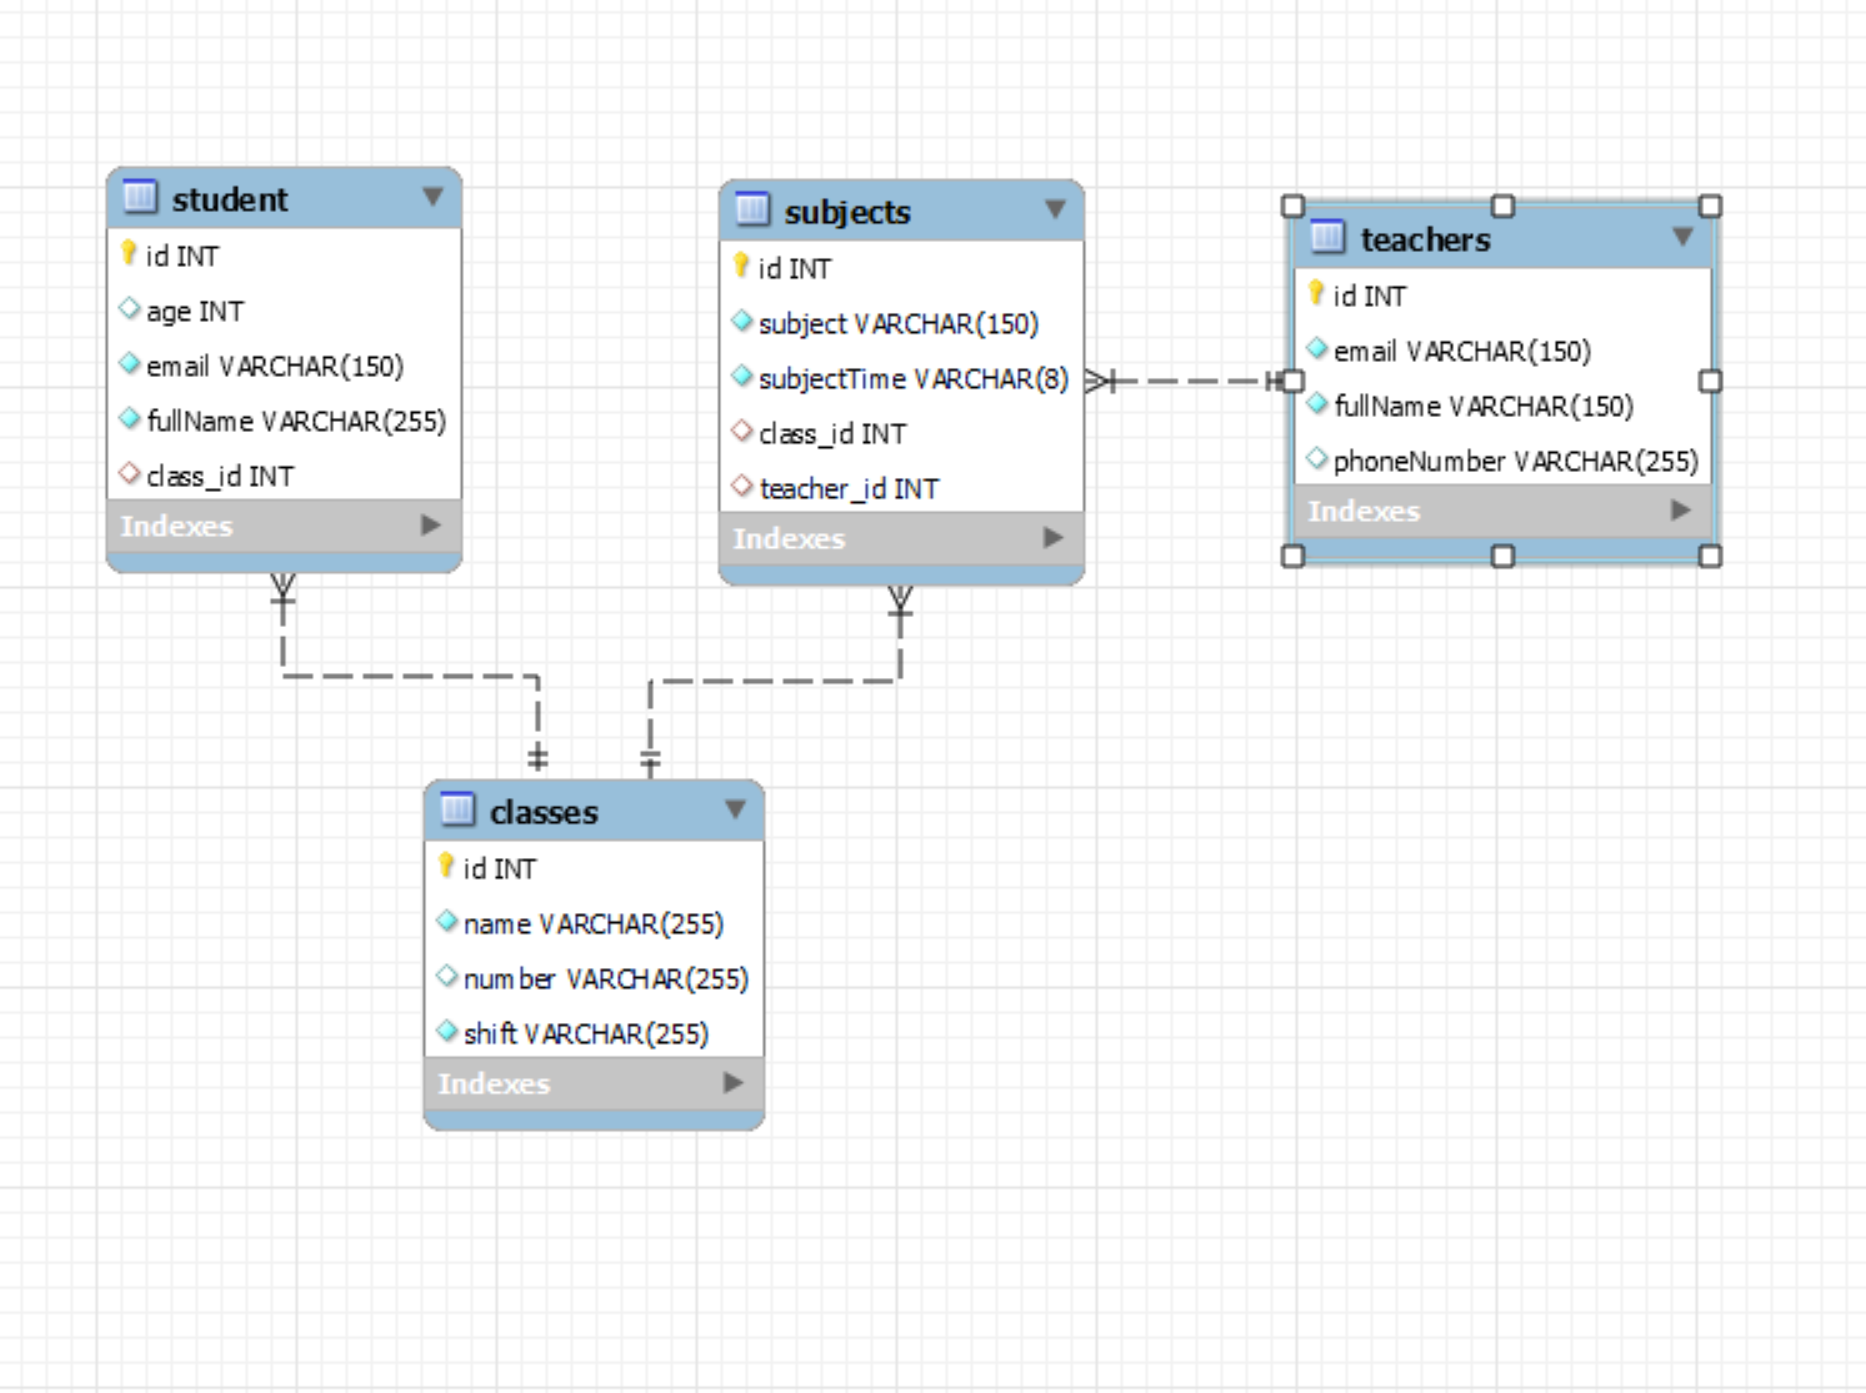 student
id INT
age INT
email VARCHAR(150)
fullName VARCHAR(255)
class_id INT
Indexes
subjects
id INT
subject VARCHAR(150)
subjectTime VARCHAR(8)
class_id INT
teacher_id INT
Indexes
teachers
id INT
email VARCHAR(150)
fullName VARCHAR(150)
phoneNumber VARCHAR(255)
Indexes
classes
id INT
name VARCHAR(255)
number VARCHAR(255)
shift VARCHAR(255)
Indexes